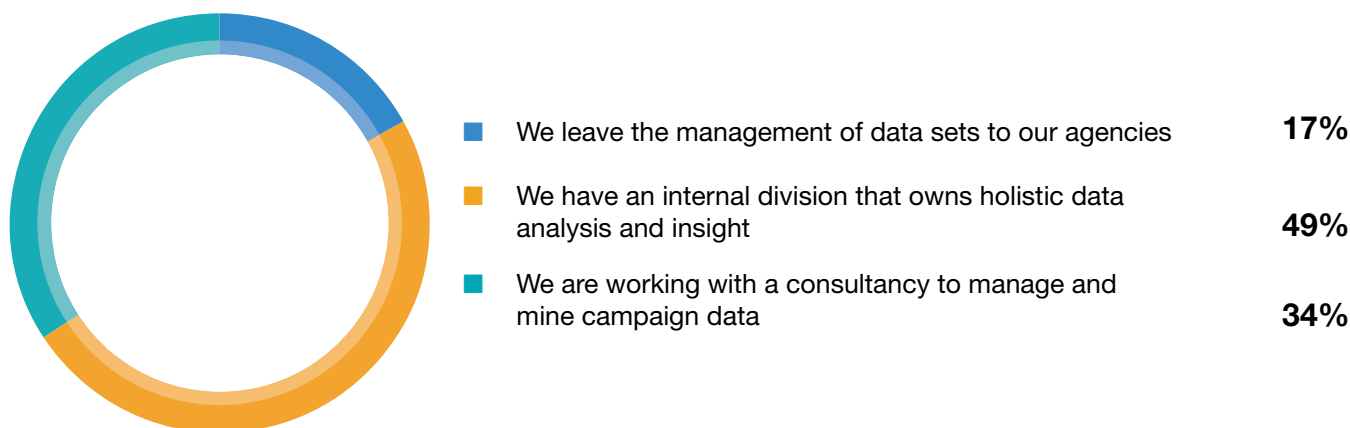 We leave the management of data sets to our agencies 17%
We have an internal division that owns holistic data
analysis and insight 49%
We are working with a consultancy to manage and
mine campaign data 34%